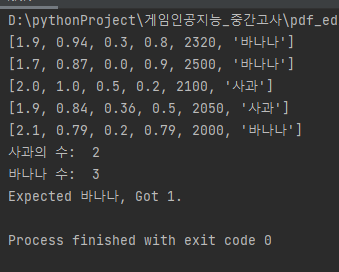 D:\pythonProject\게임인공지능_중간고사\pdf_ed
[1.9, 0.94, 0.3, 0.8, 2320, '바나나']
[1.7, 0.87, 0.0, 0.9, 2500, '바나나']
[2.0, 1.0, 0.5, 0.2, 2100, '사과']
[1.9, 0.84, 0.36, 0.5, 2050, '사과']
[2.1, 0.79, 0.2, 0.79, 2000, '바나나']
사과의 수:  2
바나나 수:  3
Expected 바나나, Got 1.
Process finished with exit code 0